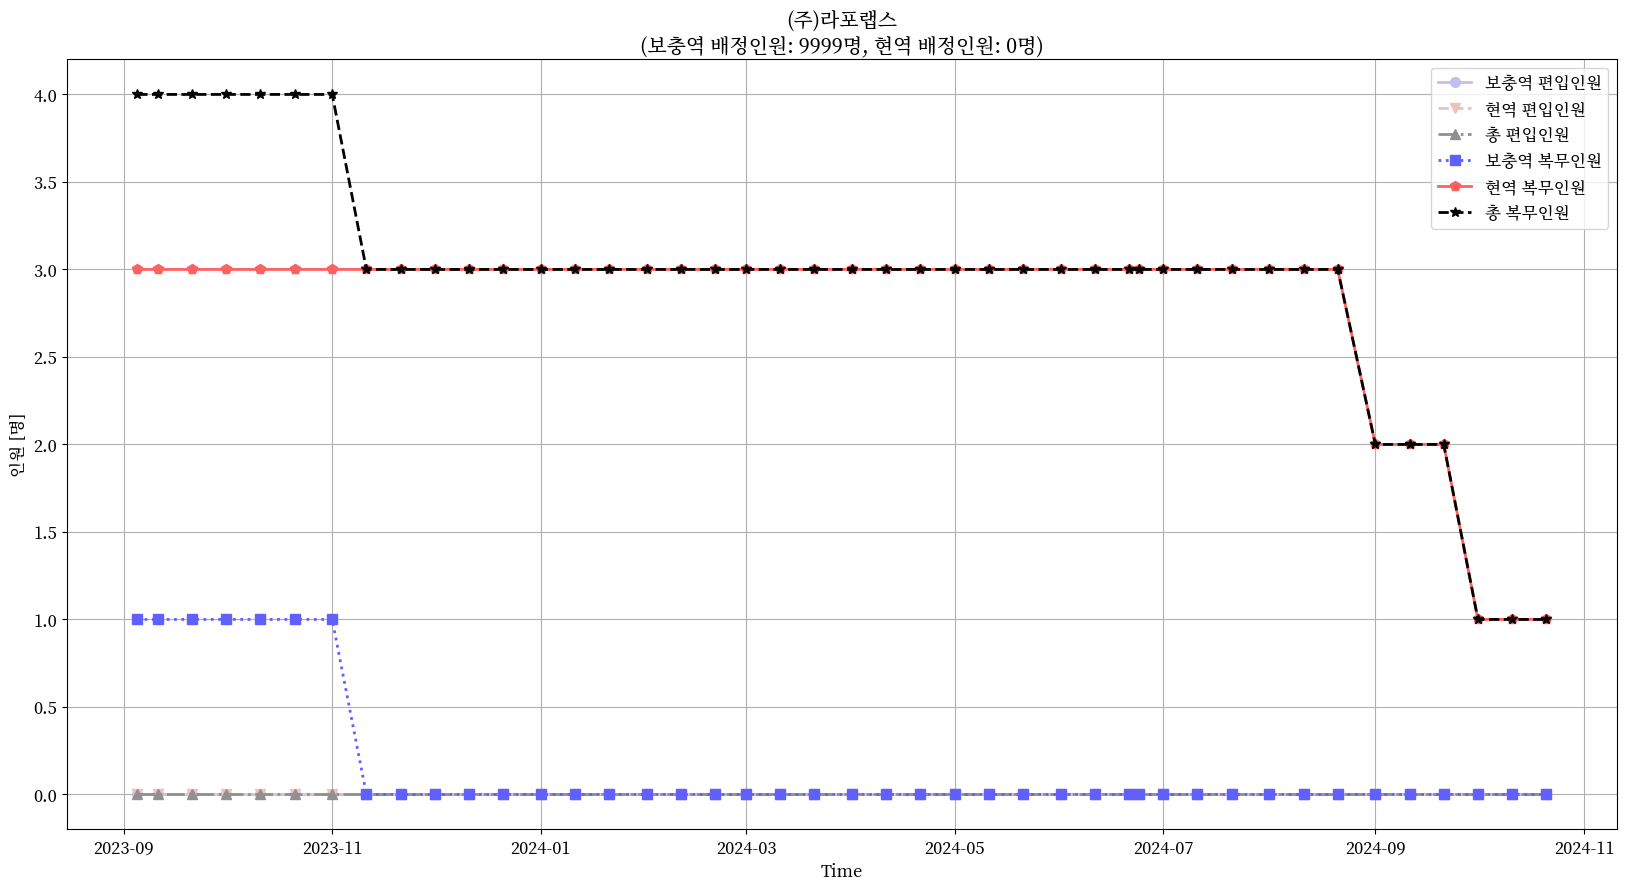 (주)라포랩스
(보충역 배정인원: 9999명, 현역 배정인원: 0명)
보충역 편입인원
현역 편입인원
총 편입인원
보충역 복무인원
현역 복무인원
총 복무인원
인원 [명]
4.0
3.5
3.0
2.5
2.0
1.5
1.0
0.5
0.0
2023-09 2023-11 2024-01 2024-03 2024-05 2024-07 2024-09 2024-11
Time